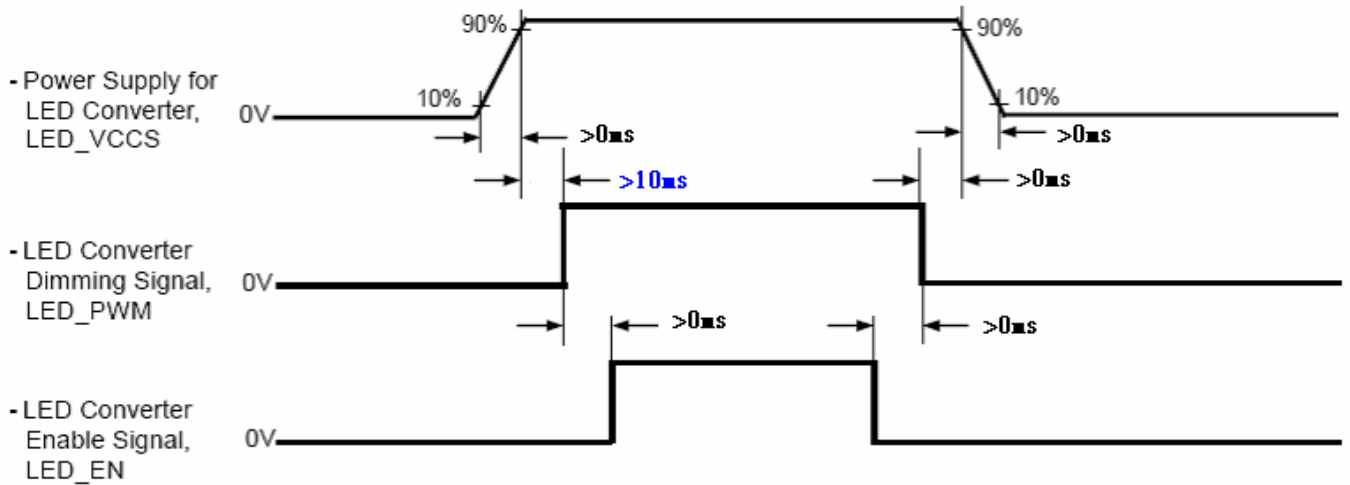 90%
90%
- Power Supply for
LED Converter,
LED_VCCS
0V
10%
10%
>0ms
>0ms
>10ms
>0ms
- LED Converter
Dimming Signal,
LED_PWM
0V
>0ms
>0ms
- LED Converter
Enable Signal,
LED_EN
0V